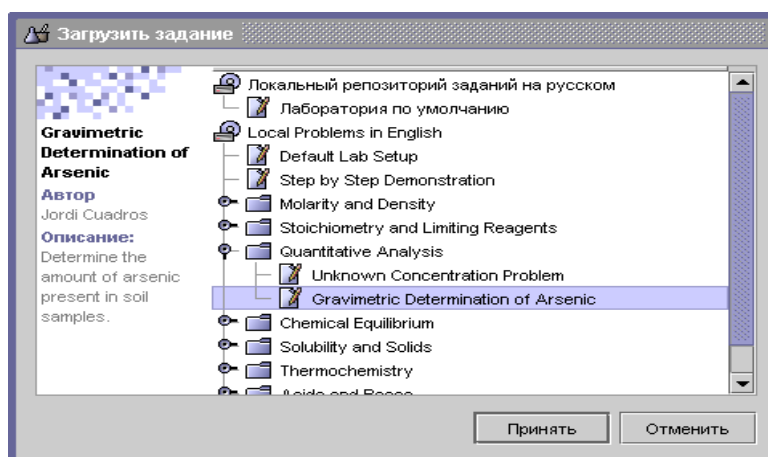 Загрузить задание
Gravimetric
Determination of
Arsenic
Автор
Jordi Cuadros
Описание:
Determine the
amount of arsenic
present in soil
samples.
Локальный репозиторий заданий на русском
Лаборатория по умолчанию
Local Problems in English
Default Lab Setup
Step by Step Demonstration
Molarity and Density
Stoichiometry and Limiting Reagents
Quantitative Analysis
Unknown Concentration Problem
Gravimetric Determination of Arsenic
Chemical Equilibrium
Solubility and Solids
Thermochemistry
Acids and Bases
Принять
Отменить